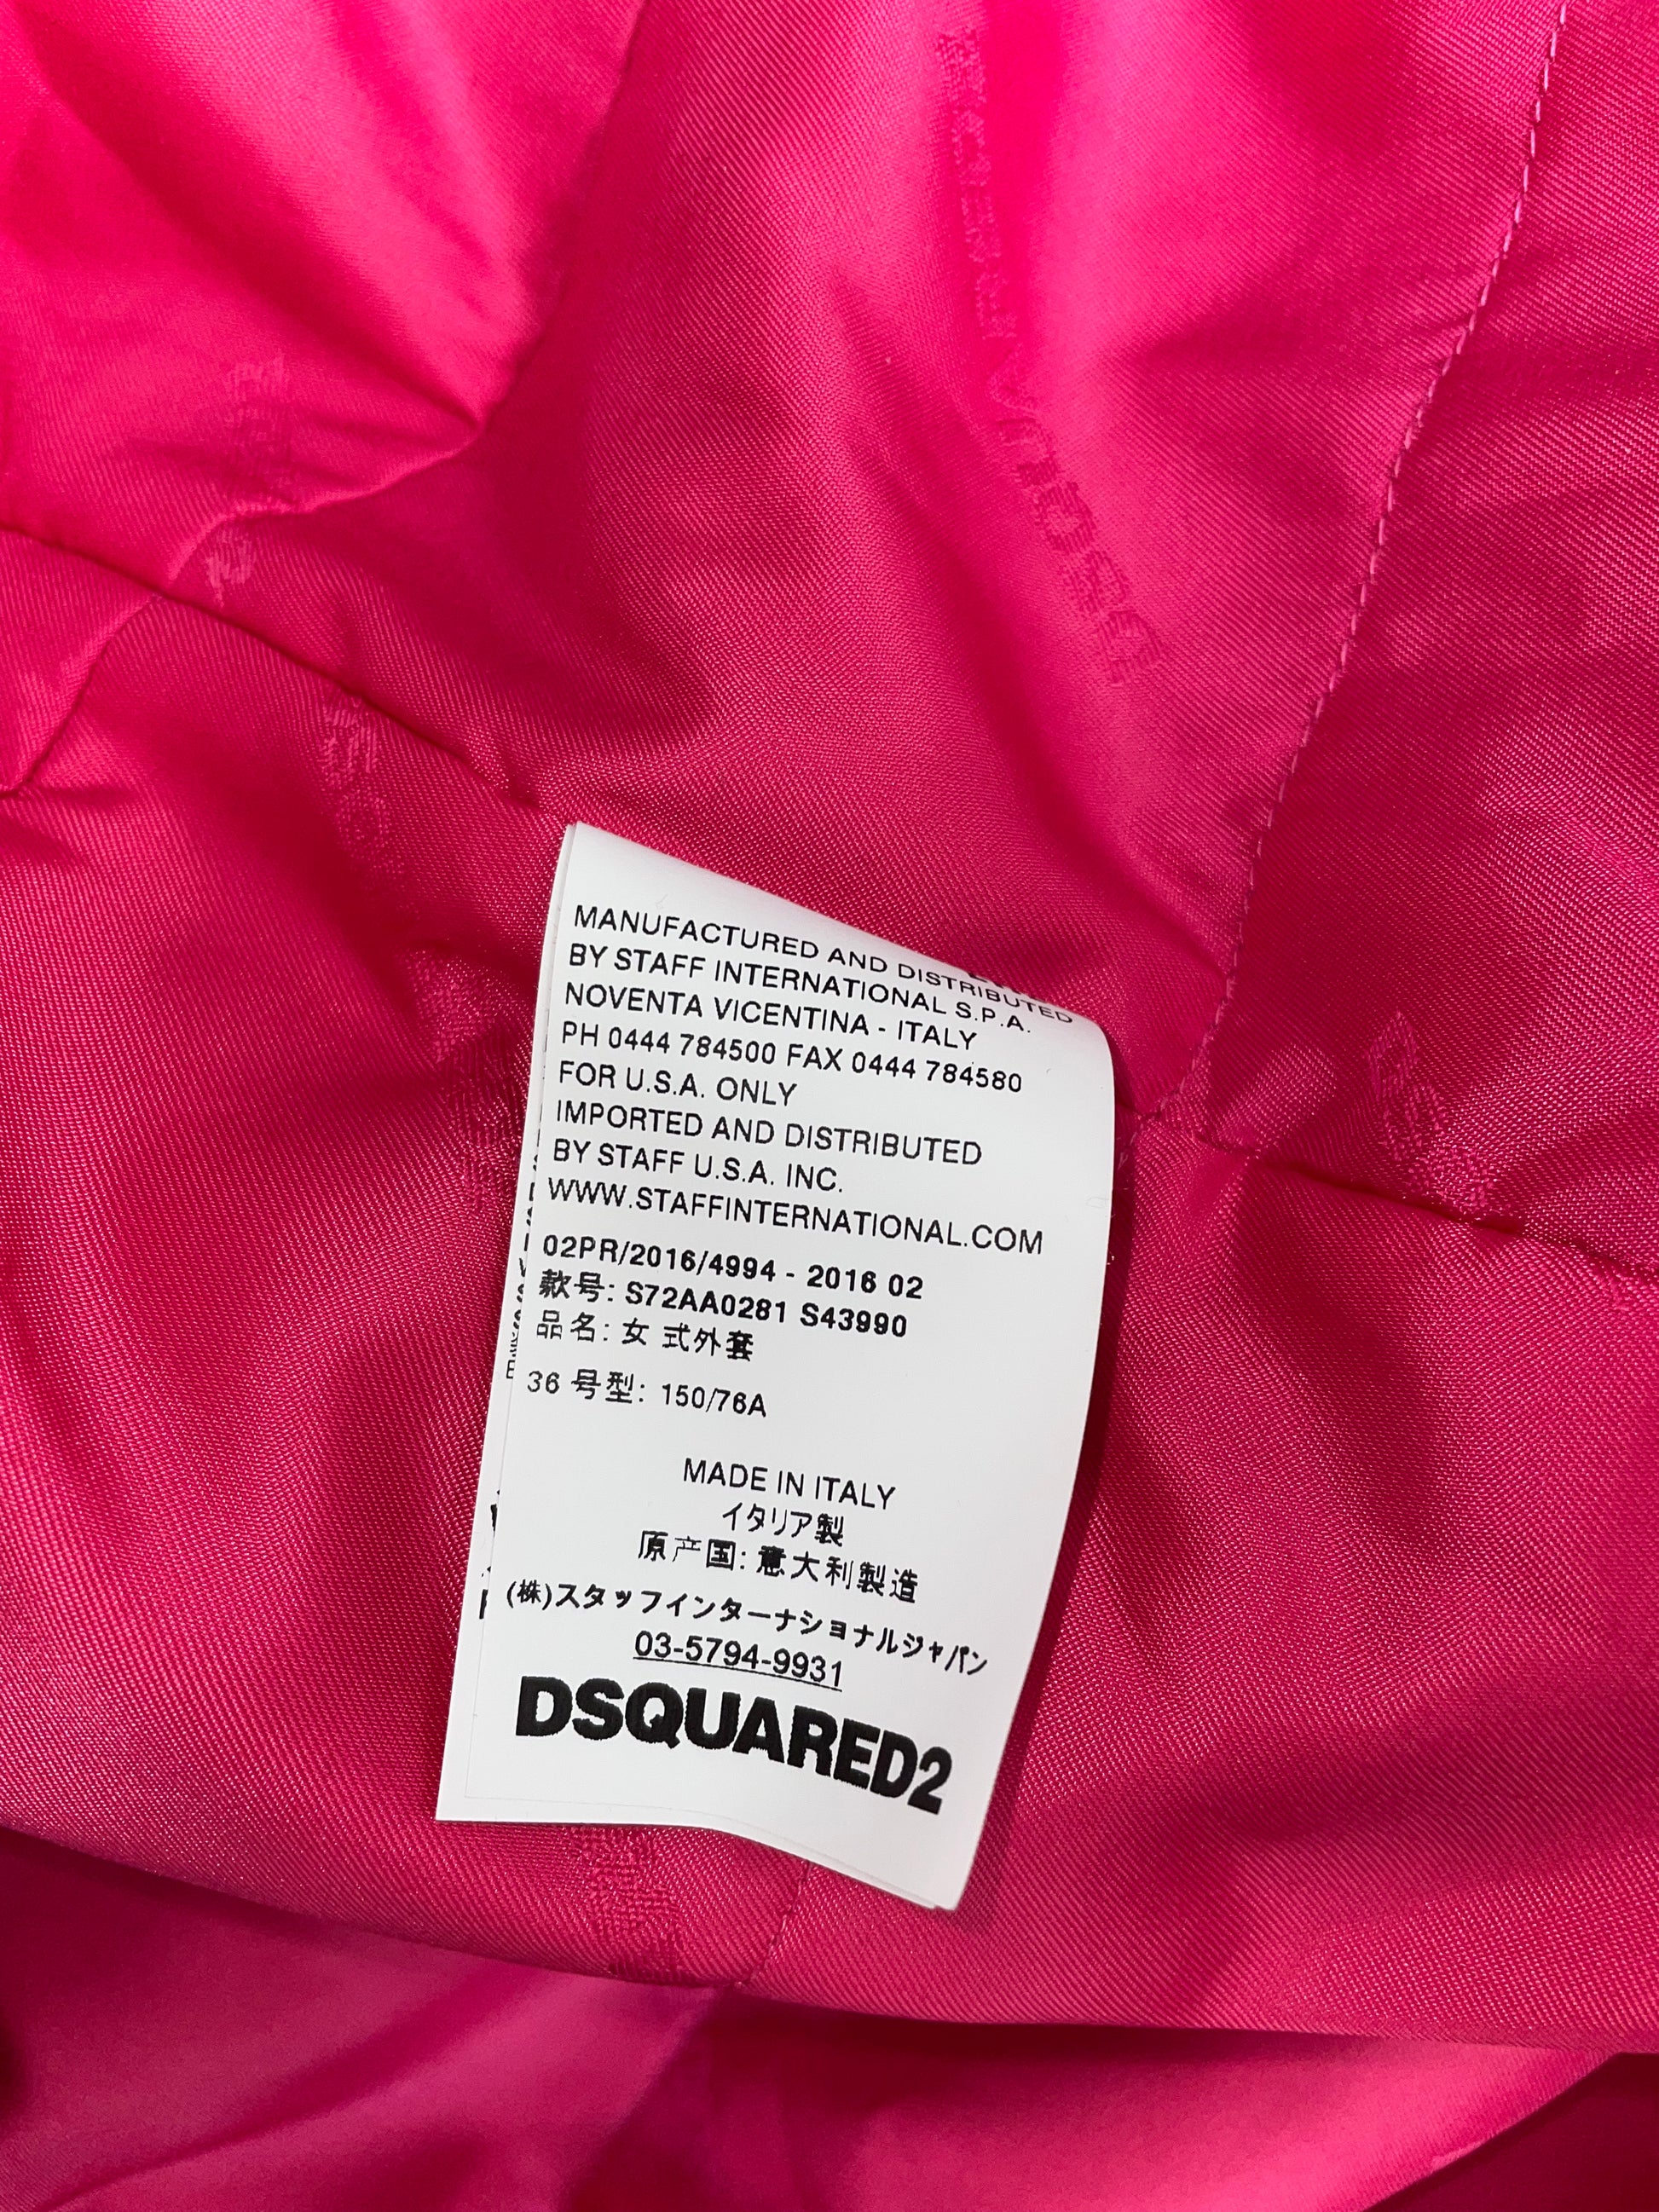 MANUFACTURED AND DISTRIBUTED
BY STAFF INTERNATIONAL S.P.A.
NOVENTA VICENTINA - ITALY
PH 0444 784500 FAX 0444 784580
FOR U.S.A. ONLY
IMPORTED AND DISTRIBUTED
BY STAFF U.S.A. INC.
WWW.STAFFINTERNATIONAL.COM
02PR/2016/4994 - 2016 02
款号: S72AA0281 S43990
品名: 女 式外套
36 号型: 150/76A
MADE IN ITALY
イタリア製
原产国: 意大利製造
(株)スタッフインターナショナルジャパン
03-5794-9931
DSQUARED2